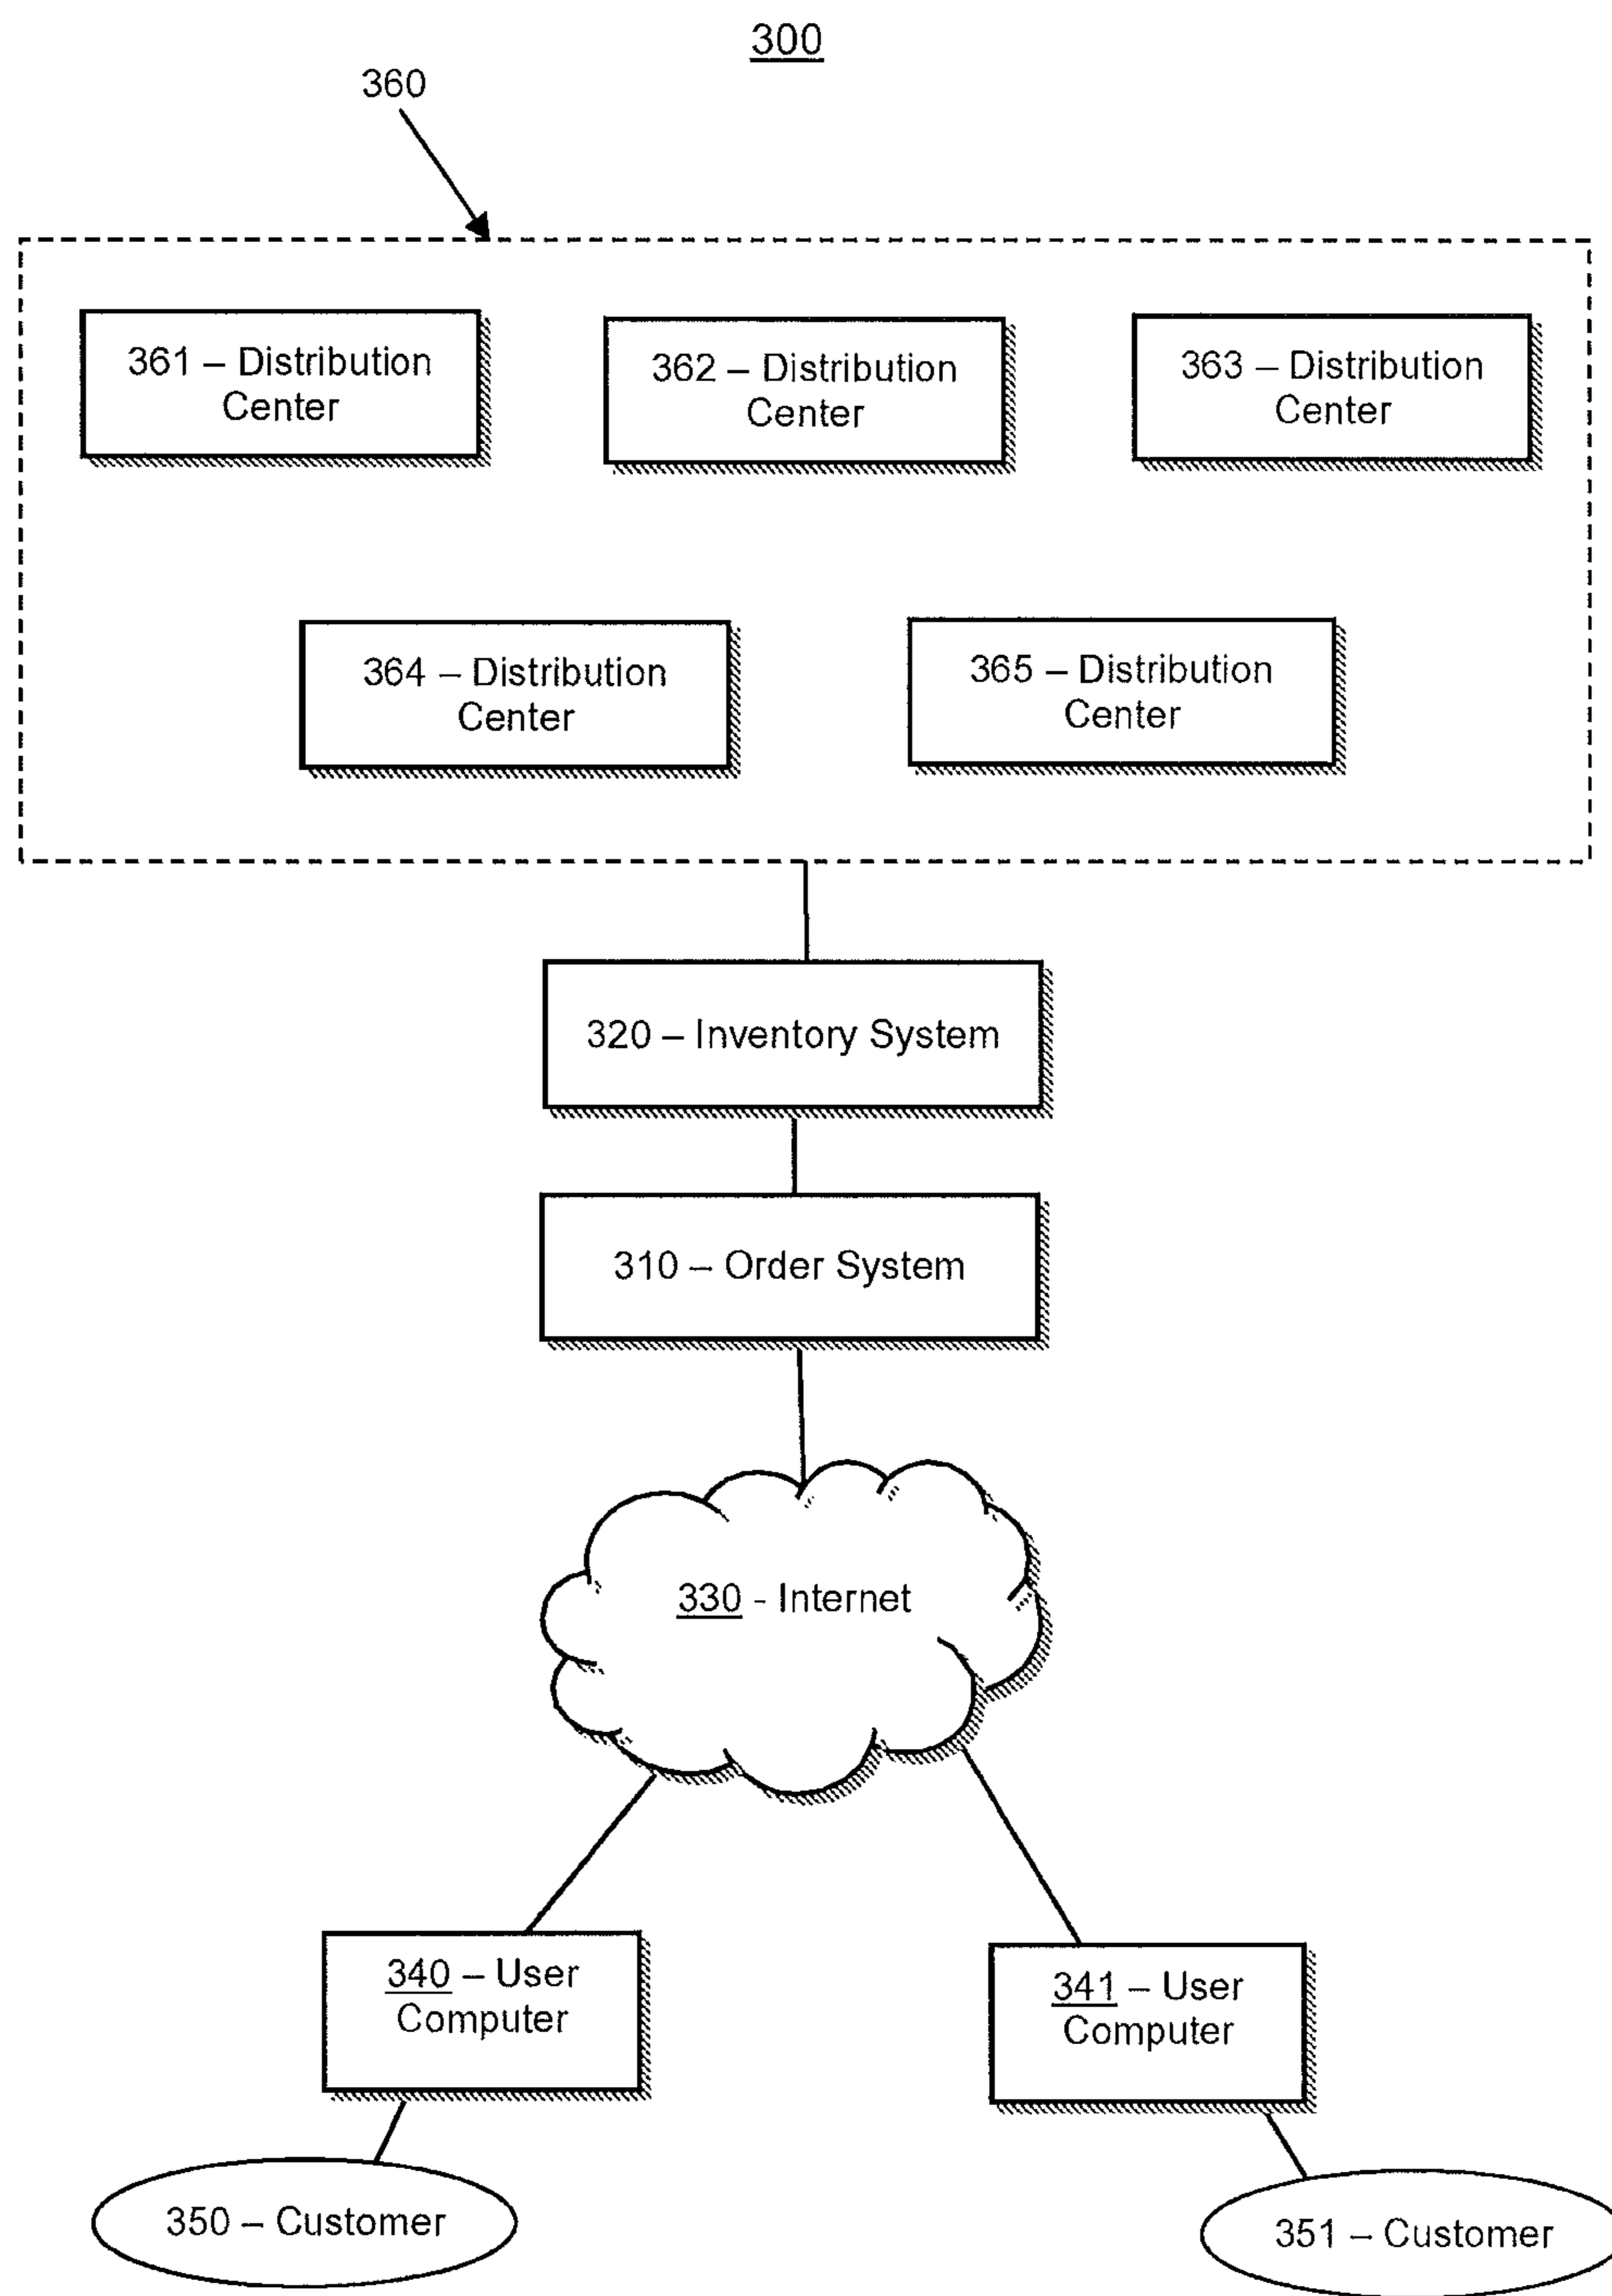 300
360
361 – Distribution
Center
362 – Distribution
Center
363 – Distribution
Center
364 – Distribution
Center
365 – Distribution
Center
320 – Inventory System
310 – Order System
330 - Internet
340 – User
Computer
341 – User
Computer
350 – Customer
351 – Customer